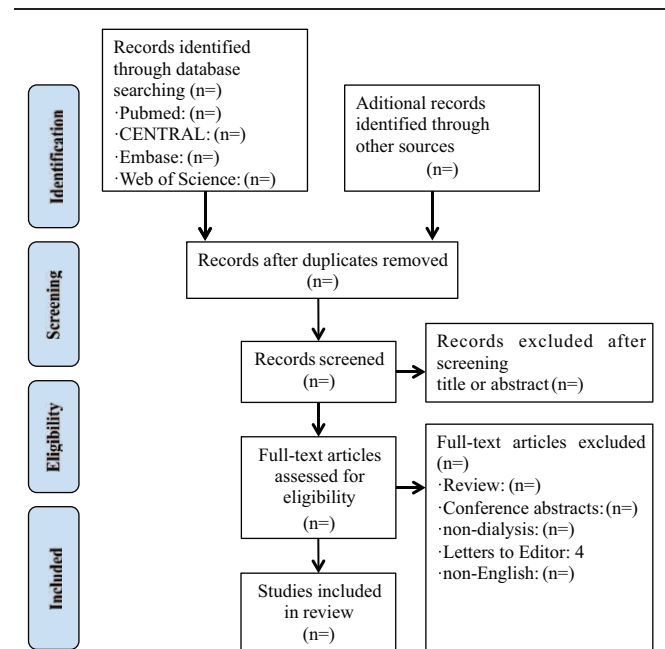 Identification
Records identified
through database
searching (n=)
·Pubmed: (n=)
·CENTRAL: (n=)
·Embase: (n=)
·Web of Science: (n=)
Aditional records
identified through
other sources
(n=)
Screening
Records after duplicates removed
(n=)
Records screened
(n=)
Records excluded after
screening
title or abstract (n=)
Eligibility
Full-text articles
assessed for
eligibility
(n=)
Full-text articles excluded
(n=)
·Review: (n=)
·Conference abstracts: (n=)
·non-dialysis: (n=)
·Letters to Editor: 4
·non-English: (n=)
Included
Studies included
in review
(n=)